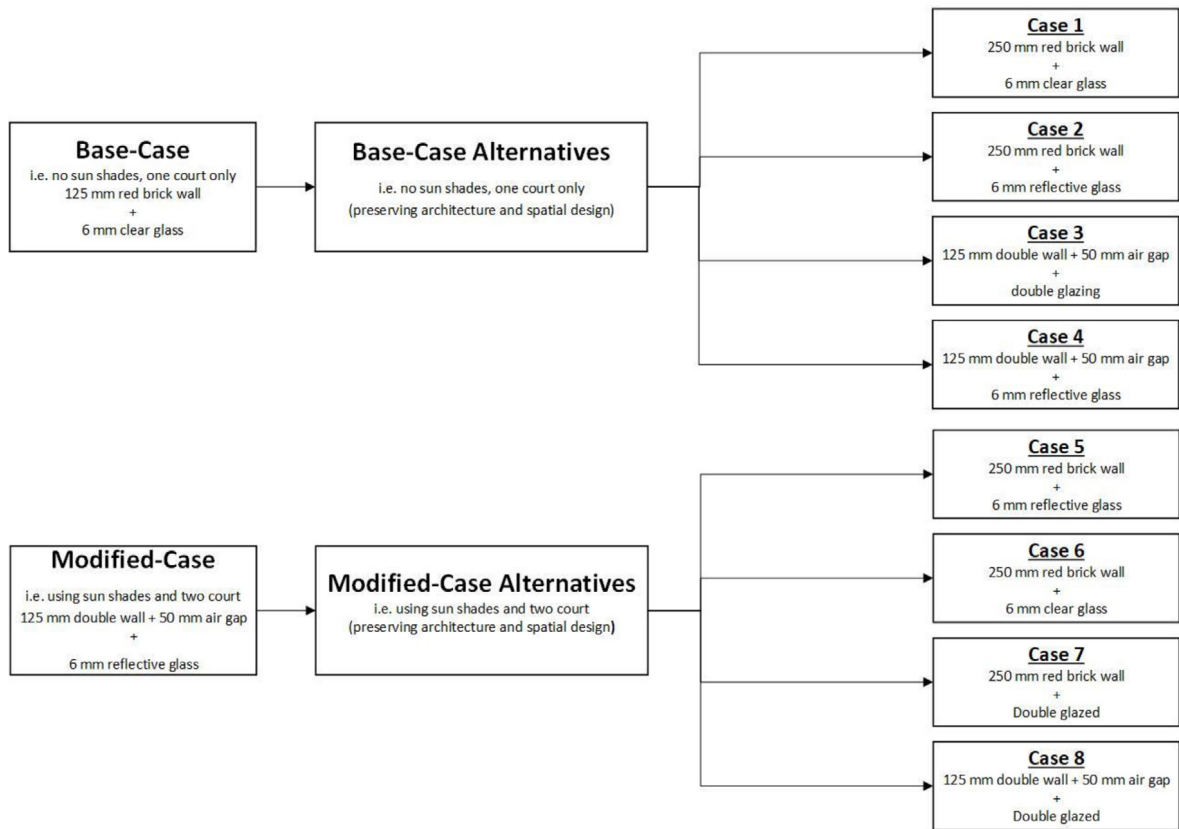 Base-Case
i.e. no sun shades, one court only
125 mm red brick wall
+
6 mm clear glass
Base-Case Alternatives
i.e. no sun shades, one court only
(preserving architecture and spatial design)
Case 1
250 mm red brick wall
+
6 mm clear glass
Case 2
250 mm red brick wall
+
6 mm reflective glass
Case 3
125 mm double wall + 50 mm air gap
+
double glazing
Case 4
125 mm double wall + 50 mm air gap
+
6 mm reflective glass
Modified-Case
i.e. using sun shades and two court
125 mm double wall + 50 mm air gap
+
6 mm reflective glass
Modified-Case Alternatives
i.e. using sun shades and two court
(preserving architecture and spatial design)
Case 5
250 mm red brick wall
+
6 mm reflective glass
Case 6
250 mm red brick wall
+
6 mm clear glass
Case 7
250 mm red brick wall
+
Double glazed
Case 8
125 mm double wall + 50 mm air gap
+
Double glazed